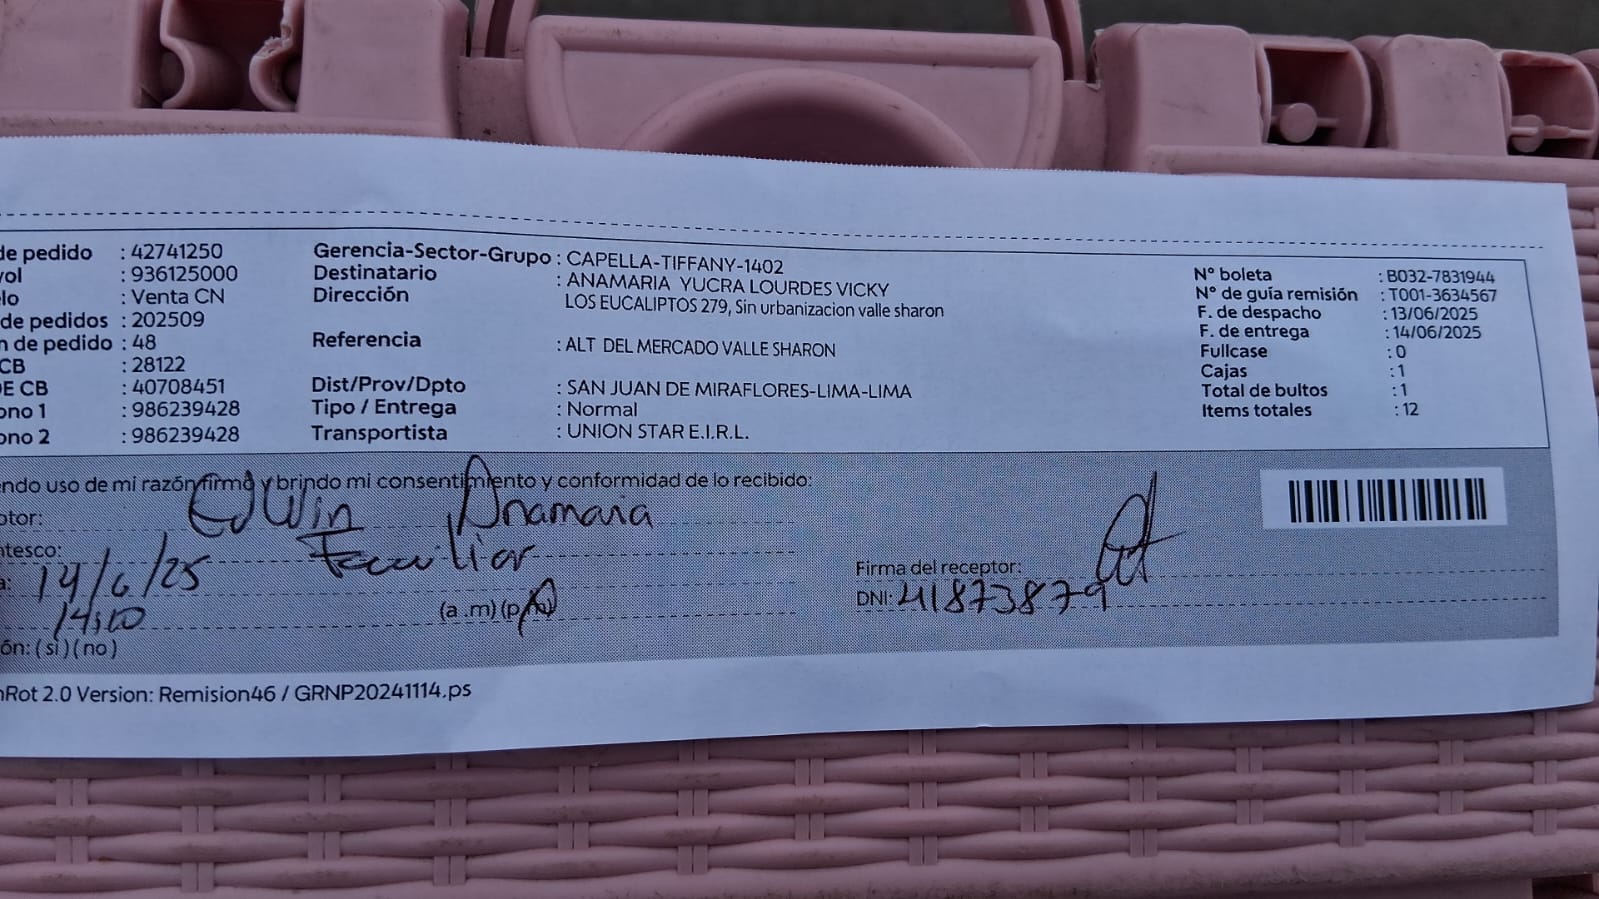 de pedido : 42741250
vol : 936125000
lo : Venta CN
de pedidos : 202509
n de pedido : 48
CB : 28122
DE CB : 40708451
ono 1 : 986239428
ono 2 : 986239428
Gerencia-Sector-Grupo : CAPELLA-TIFFANY-1402
Destinatario : ANAMARIA YUCRA LOURDES VICKY
Dirección LOS EUCALIPTOS 279, Sin urbanizacion valle sharon
Referencia : ALT DEL MERCADO VALLE SHARON
Dist/Prov/Dpto : SAN JUAN DE MIRAFLORES-LIMA-LIMA
Tipo / Entrega : Normal
Transportista : UNION STAR E.I.R.L.
N° boleta : B032-7831944
N° de guía remisión : T001-3634567
F. de despacho : 13/06/2025
F. de entrega : 14/06/2025
Fullcase : 0
Cajas : 1
Total de bultos : 1
Items totales : 12
endo uso de mi razón firmo y brindo mi consentimiento y conformidad de lo recibido:
ptor: Edwin Anamaria
ntesco: Familiar
a: 14/6/25
14:00 (a.m) (p.m)
ón: (si) (no)
Firma del receptor:
DNI: 41873879
nRot 2.0 Version: Remision46 / GRNP20241114.ps